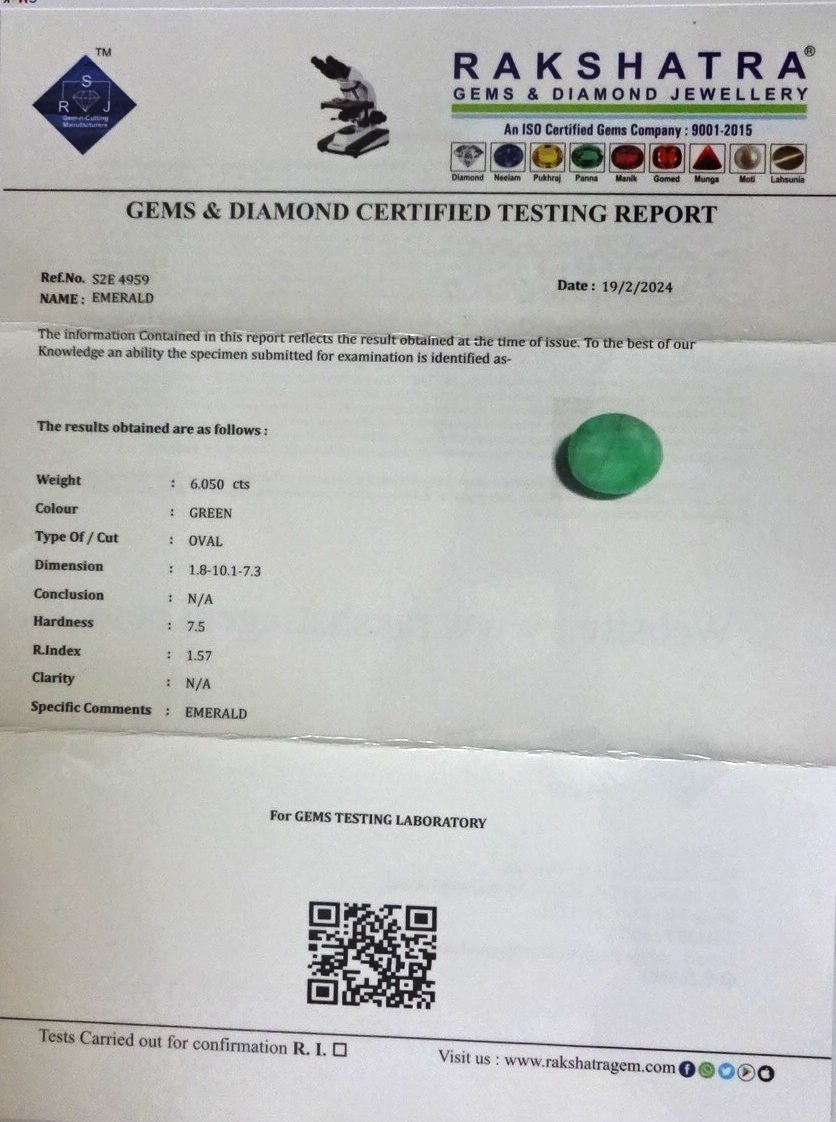 TM
S
R J
Gem-n-Cutting
Manufacturers
RAKSHATRA®
GEMS & DIAMOND JEWELLERY
An ISO Certified Gems Company : 9001-2015
Diamond Neelam Pukhraj Panna Manik Gomed Munga Moti Lahsunia
GEMS & DIAMOND CERTIFIED TESTING REPORT
Ref.No. S2E 4959
NAME : EMERALD
Date : 19/2/2024
The information Contained in this report reflects the result obtained at the time of issue. To the best of our
Knowledge an ability the specimen submitted for examination is identified as-
The results obtained are as follows :
Weight : 6.050 cts
Colour : GREEN
Type Of / Cut : OVAL
Dimension : 1.8-10.1-7.3
Conclusion : N/A
Hardness : 7.5
R.Index : 1.57
Clarity : N/A
Specific Comments : EMERALD
For GEMS TESTING LABORATORY
Tests Carried out for confirmation R. I. ☐
Visit us : www.rakshatragem.com